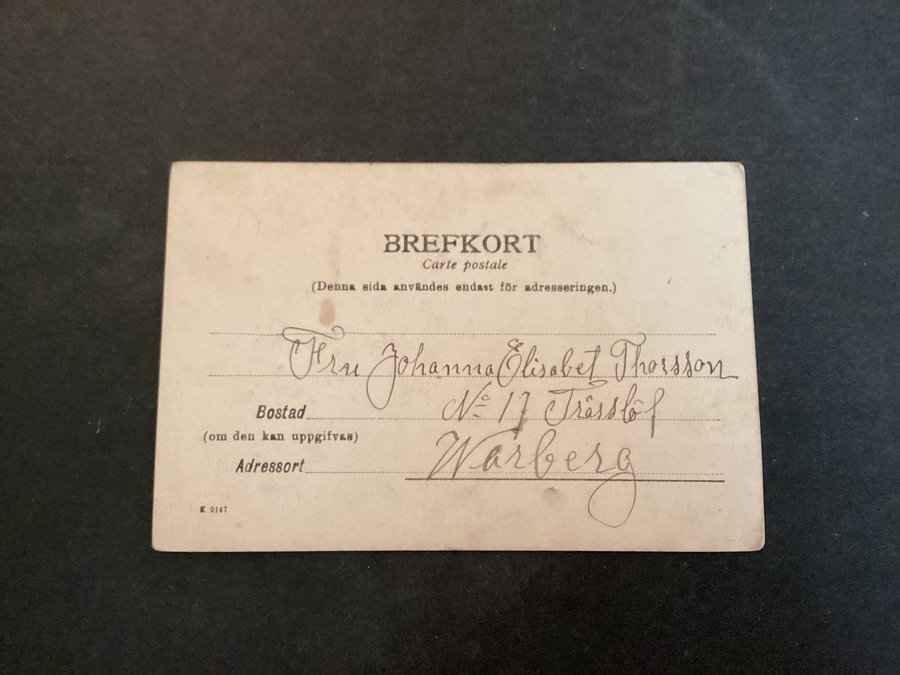 BREFKORT
Carte postale
(Denna sida användes endast för adresseringen.)
Fru Johanna Elisabet Thorsson
Bostad No 17 Trässlöf
(om den kan uppgifvas)
Adressort Warberg
K 9147